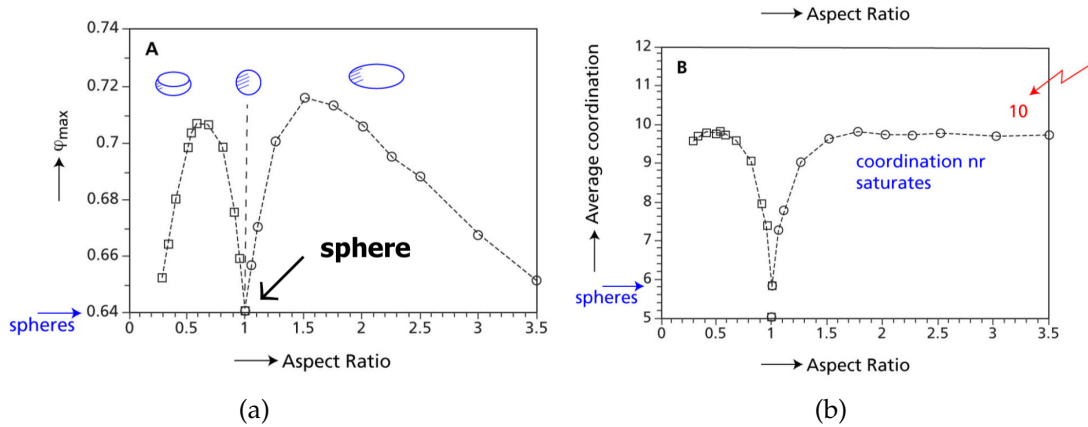 Aspect Ratio
A
φmax
0.74
0.72
0.7
0.68
0.66
0.64
sphere
spheres
0
0.5
1
1.5
2
2.5
3
3.5
Aspect Ratio
(a)
B
Average coordination
12
11
10
9
8
7
6
5
10
coordination nr
saturates
spheres
0
0.5
1
1.5
2
2.5
3
3.5
Aspect Ratio
(b)